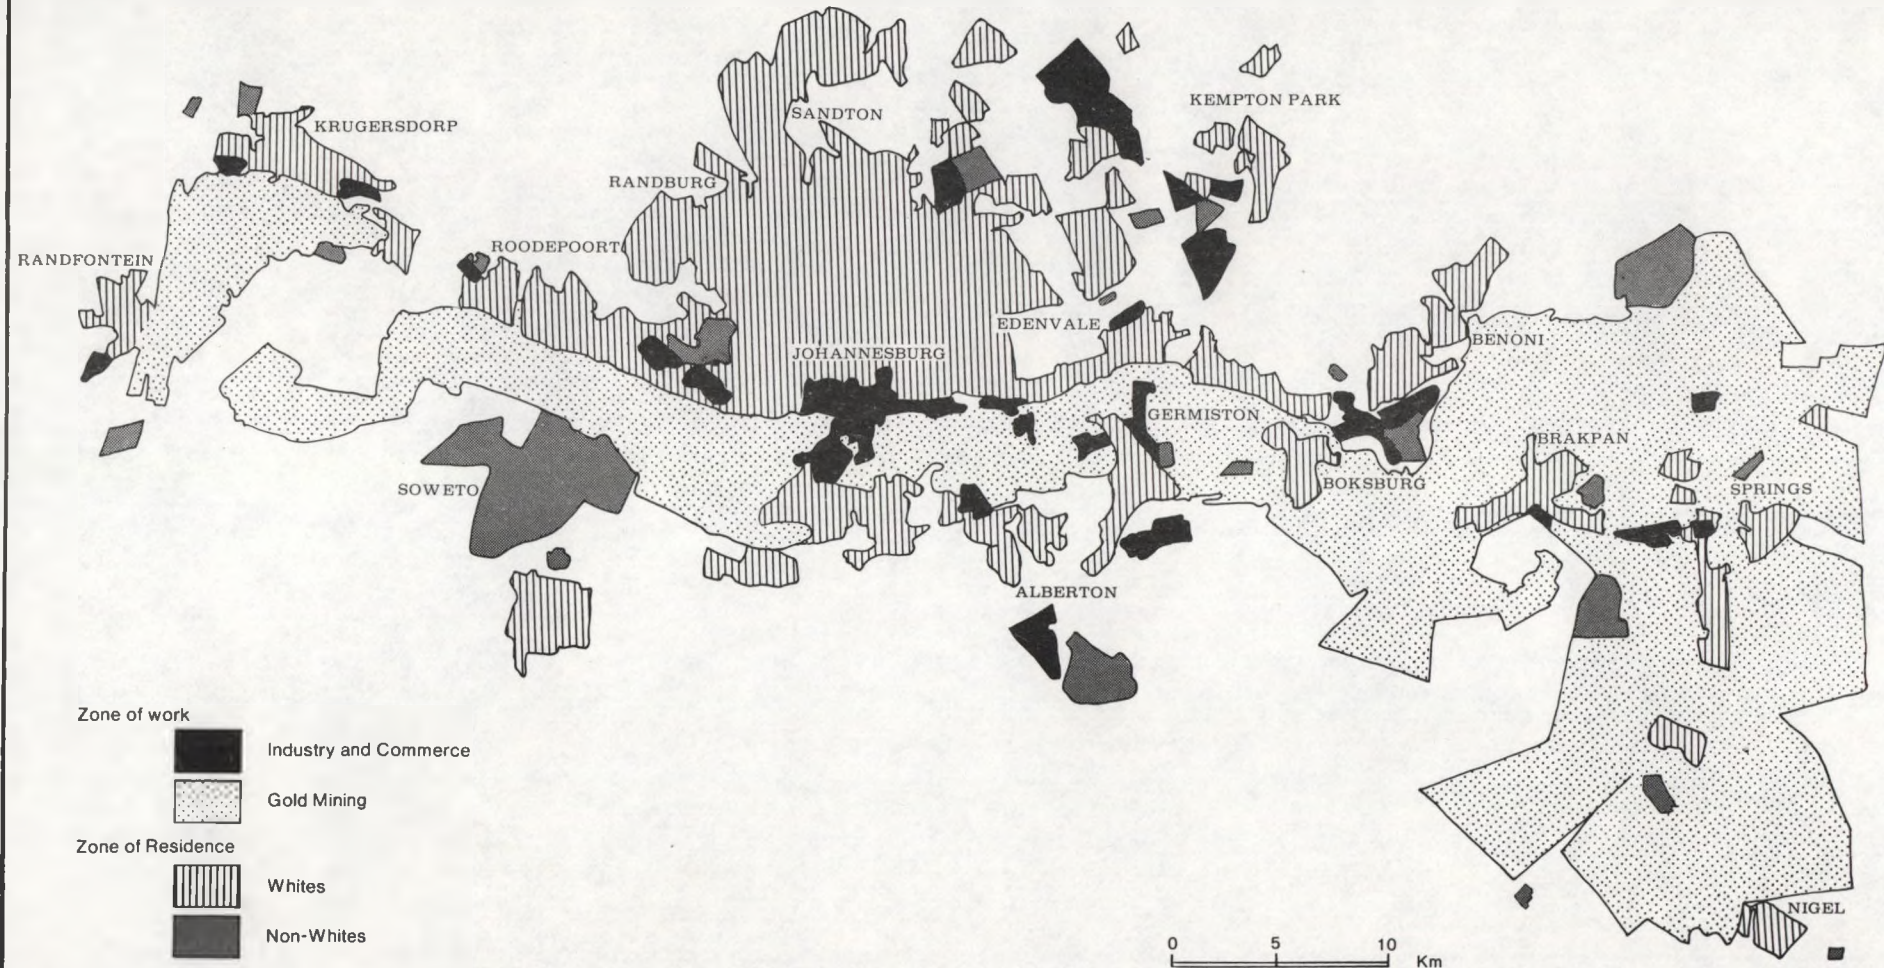 KEMPTON PARK
SANDTON
KRUGERSDORP
RANDBURG
ROODEPOORT
RANDFONTEIN
EDENVALE
BENONI
JOHANNESBURG
GERMISTON
BRAKPAN
BOKSBURG
SOWETO
SPRINGS
ALBERTON
NIGEL
Zone of work
Industry and Commerce
Gold Mining
Zone of Residence
Whites
Non-Whites
0 5 10
Km